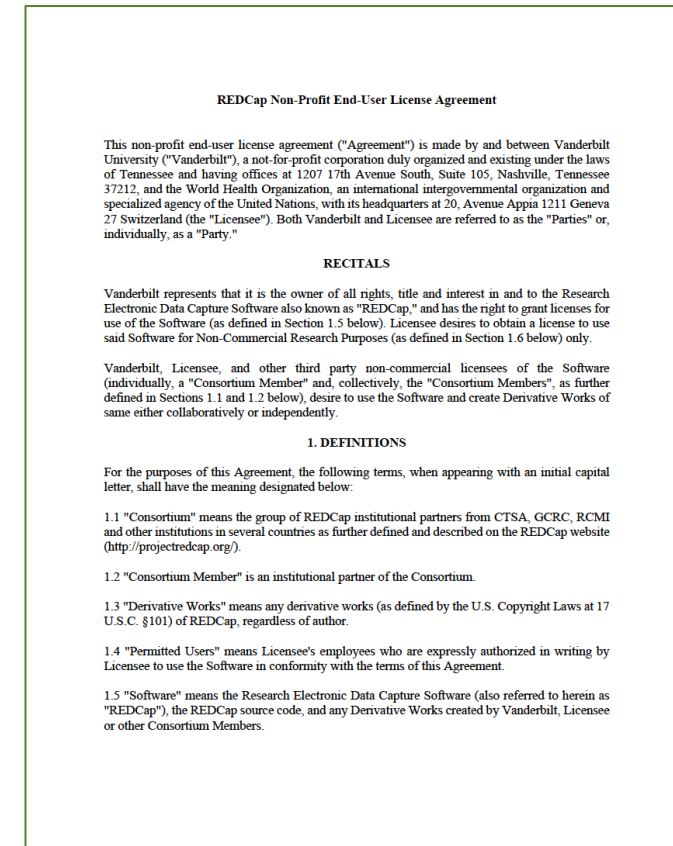 REDCap Non-Profit End-User License Agreement
This non-profit end-user license agreement ("Agreement") is made by and between Vanderbilt
University ("Vanderbilt"), a not-for-profit corporation duly organized and existing under the laws
of Tennessee and having offices at 1207 17th Avenue South, Suite 105, Nashville, Tennessee
37212, and the World Health Organization, an international intergovernmental organization and
specialized agency of the United Nations, with its headquarters at 20, Avenue Appia 1211 Geneva
27 Switzerland (the "Licensee"). Both Vanderbilt and Licensee are referred to as the "Parties" or,
individually, as a "Party."
RECITALS
Vanderbilt represents that it is the owner of all rights, title and interest in and to the Research
Electronic Data Capture Software also known as "REDCap," and has the right to grant licenses for
use of the Software (as defined in Section 1.5 below). Licensee desires to obtain a license to use
said Software for Non-Commercial Research Purposes (as defined in Section 1.6 below) only.
Vanderbilt, Licensee, and other third party non-commercial licensees of the Software
(individually, a "Consortium Member" and, collectively, the "Consortium Members", as further
defined in Sections 1.1 and 1.2 below), desire to use the Software and create Derivative Works of
same either collaboratively or independently.
1. DEFINITIONS
For the purposes of this Agreement, the following terms, when appearing with an initial capital
letter, shall have the meaning designated below:
1.1 "Consortium" means the group of REDCap institutional partners from CTSA, GCRC, RCMI
and other institutions in several countries as further defined and described on the REDCap website
(http://projectredcap.org/).
1.2 "Consortium Member" is an institutional partner of the Consortium.
1.3 "Derivative Works" means any derivative works (as defined by the U.S. Copyright Laws at 17
U.S.C. §101) of REDCap, regardless of author.
1.4 "Permitted Users" means Licensee's employees who are expressly authorized in writing by
Licensee to use the Software in conformity with the terms of this Agreement.
1.5 "Software" means the Research Electronic Data Capture Software (also referred to herein as
"REDCap"), the REDCap source code, and any Derivative Works created by Vanderbilt, Licensee
or other Consortium Members.